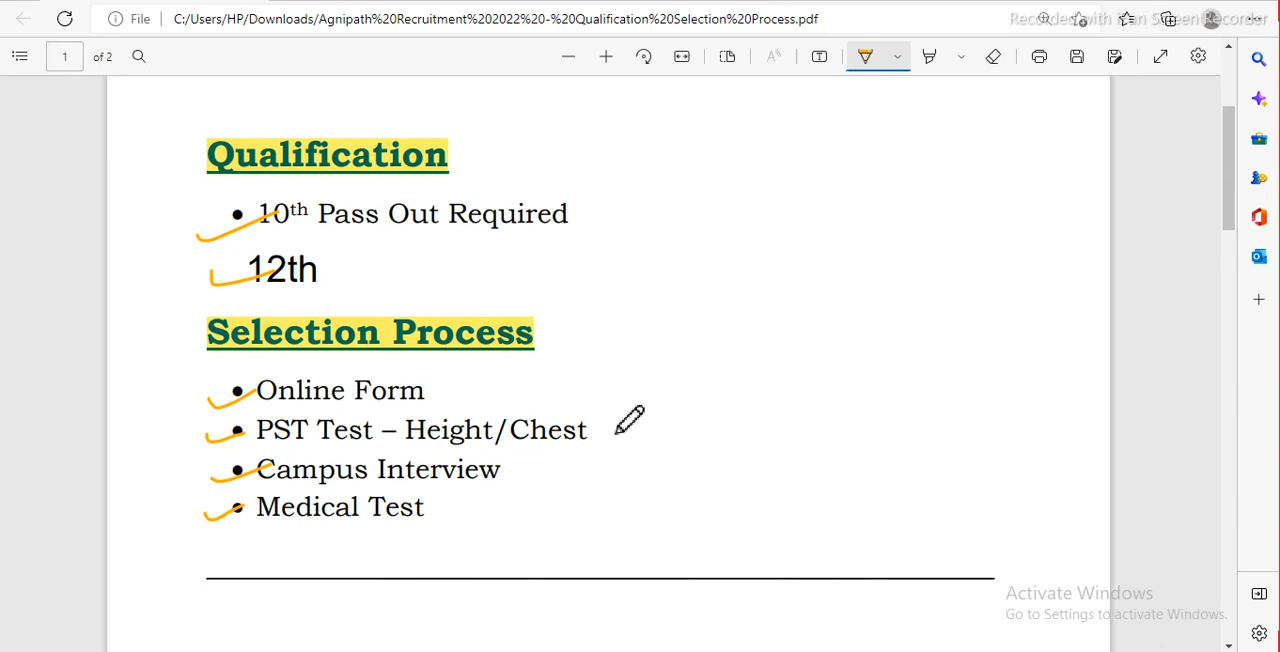 File C:/Users/HP/Downloads/Agnipath%20Recruitment%202022%20-%20Qualification%20Selection%20Process.pdf
1 of 2
Qualification
• 10th Pass Out Required
12th
Selection Process
• Online Form
• PST Test – Height/Chest
• Campus Interview
• Medical Test
Activate Windows
Go to Settings to activate Windows.